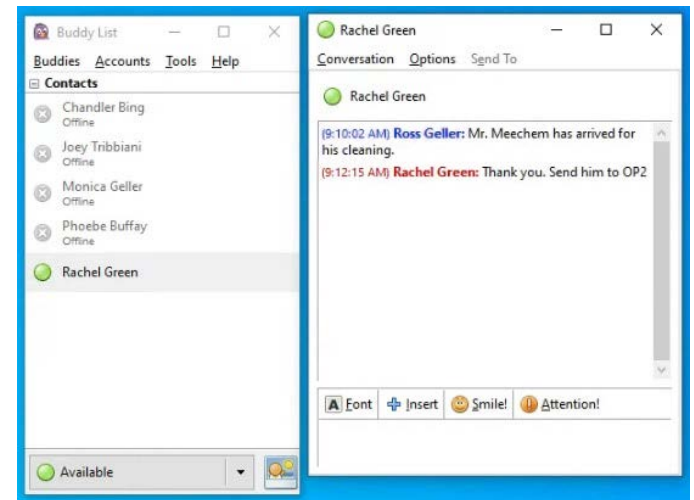 Buddy List
Buddies Accounts Tools Help
Contacts
Chandler Bing
Offline
Joey Tribbiani
Offline
Monica Geller
Offline
Phoebe Buffay
Offline
Rachel Green
Available
Rachel Green
Conversation Options Send To
Rachel Green
(9:10:02 AM) Ross Geller: Mr. Meechem has arrived for
his cleaning.
(9:12:15 AM) Rachel Green: Thank you. Send him to OP2
A Font Insert Smile! Attention!